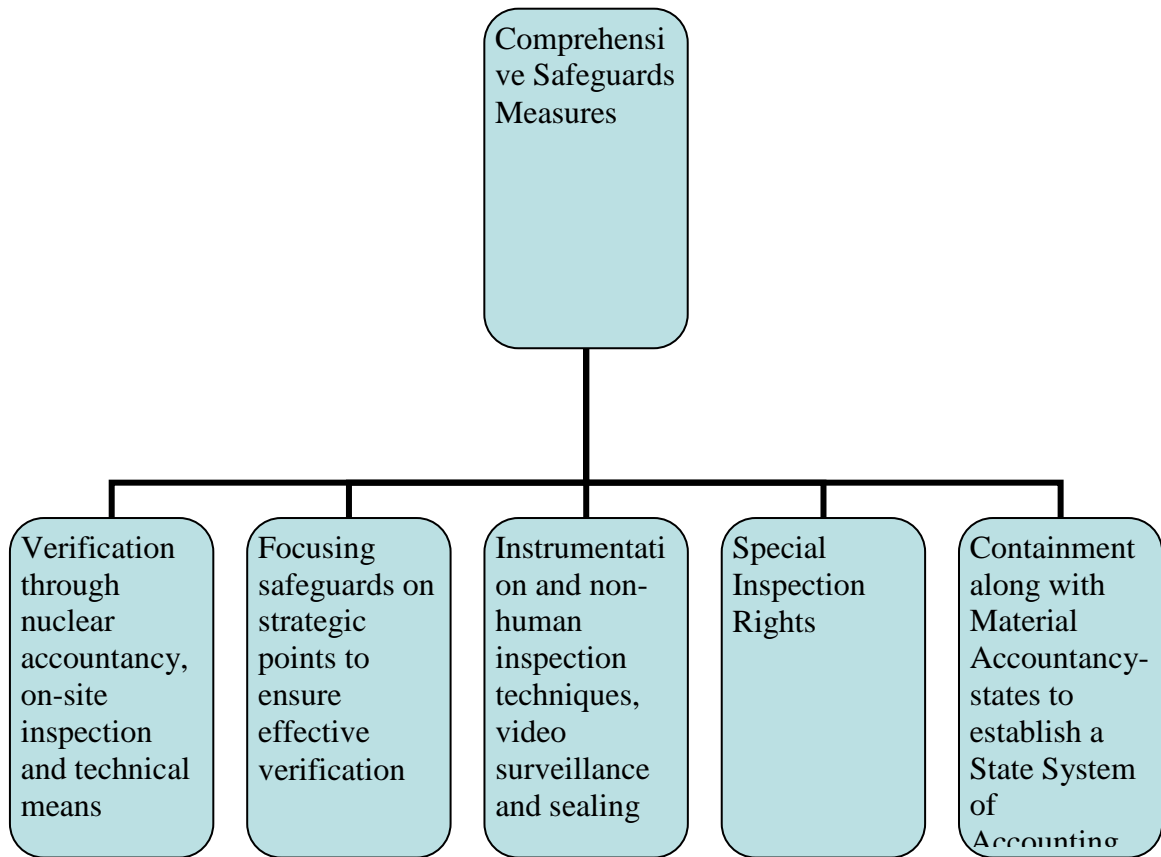 Comprehensi
ve Safeguards
Measures
Verification
through
nuclear
accountancy,
on-site
inspection
and technical
means
Focusing
safeguards on
strategic
points to
ensure
effective
verification
Instrumentati
on and non-
human
inspection
techniques,
video
surveillance
and sealing
Special
Inspection
Rights
Containment
along with
Material
Accountancy-
states to
establish a
State System
of
Accounting